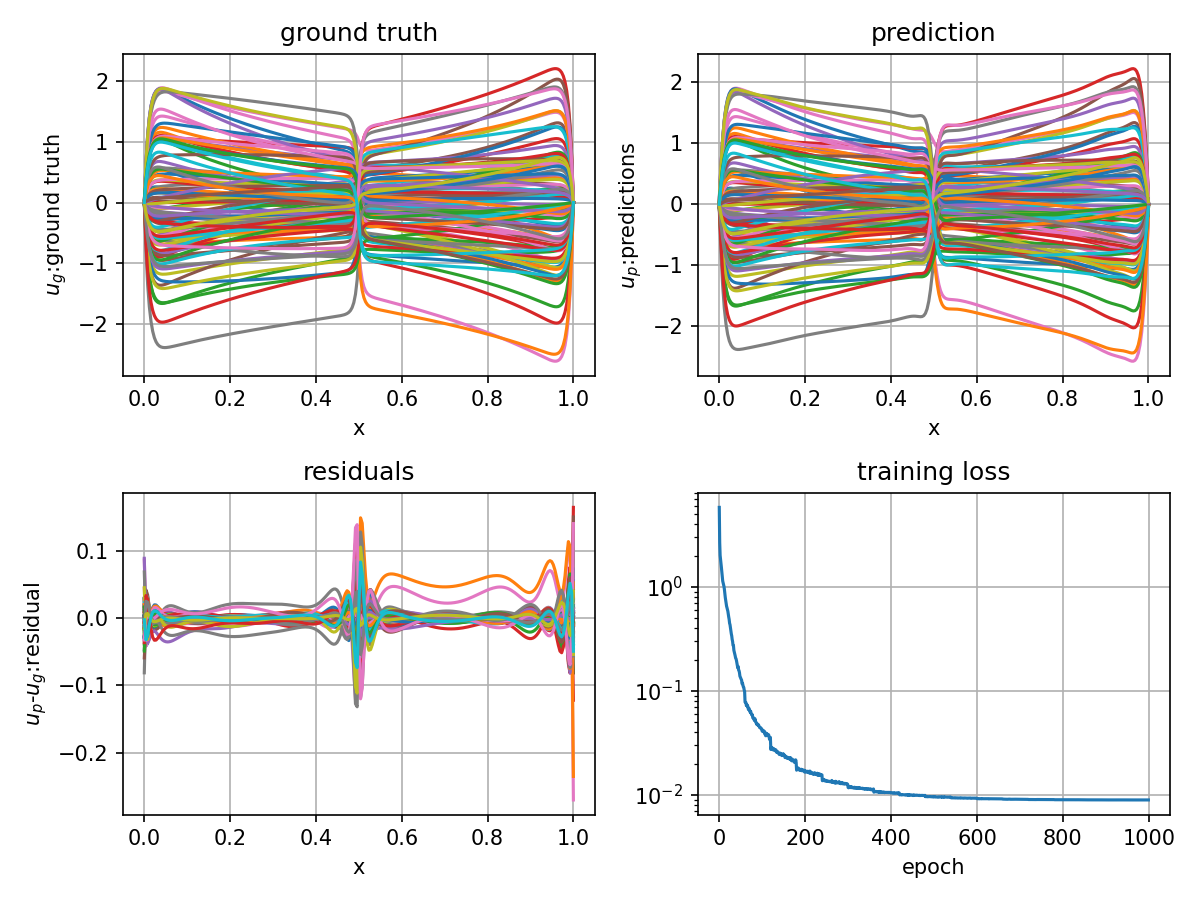 ground truth
u_g:ground truth
2
1
0
−1
−2
0.0 0.2 0.4 0.6 0.8 1.0
x
prediction
u_p:predictions
2
1
0
−1
−2
0.0 0.2 0.4 0.6 0.8 1.0
x
residuals
u_p-u_g:residual
0.1
0.0
−0.1
−0.2
0.0 0.2 0.4 0.6 0.8 1.0
x
training loss
10^0
10^−1
10^−2
0 200 400 600 800 1000
epoch